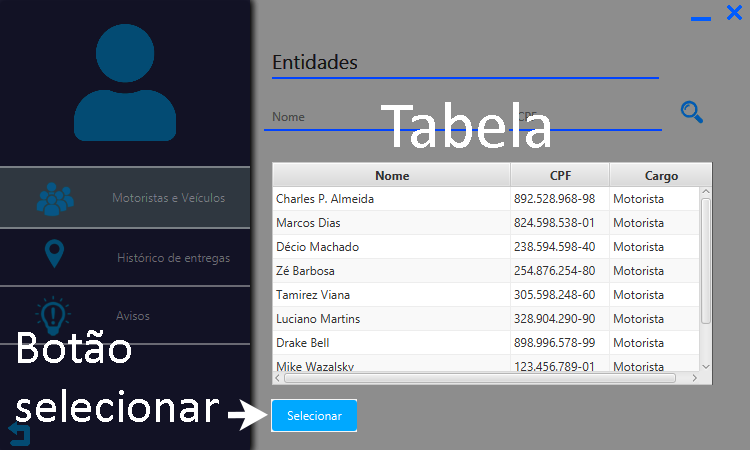 Entidades
Nome CPF
Tabela
Nome CPF Cargo
Charles P. Almeida 892.528.968-98 Motorista
Marcos Dias 824.598.538-01 Motorista
Décio Machado 238.594.598-40 Motorista
Zé Barbosa 254.876.254-80 Motorista
Tamirez Viana 305.598.248-60 Motorista
Luciano Martins 328.904.290-90 Motorista
Drake Bell 898.996.578-99 Motorista
Mike Wazalsky 123.456.789-01 Motorista
Motoristas e Veículos
Histórico de entregas
Avisos
Botão
selecionar
Selecionar